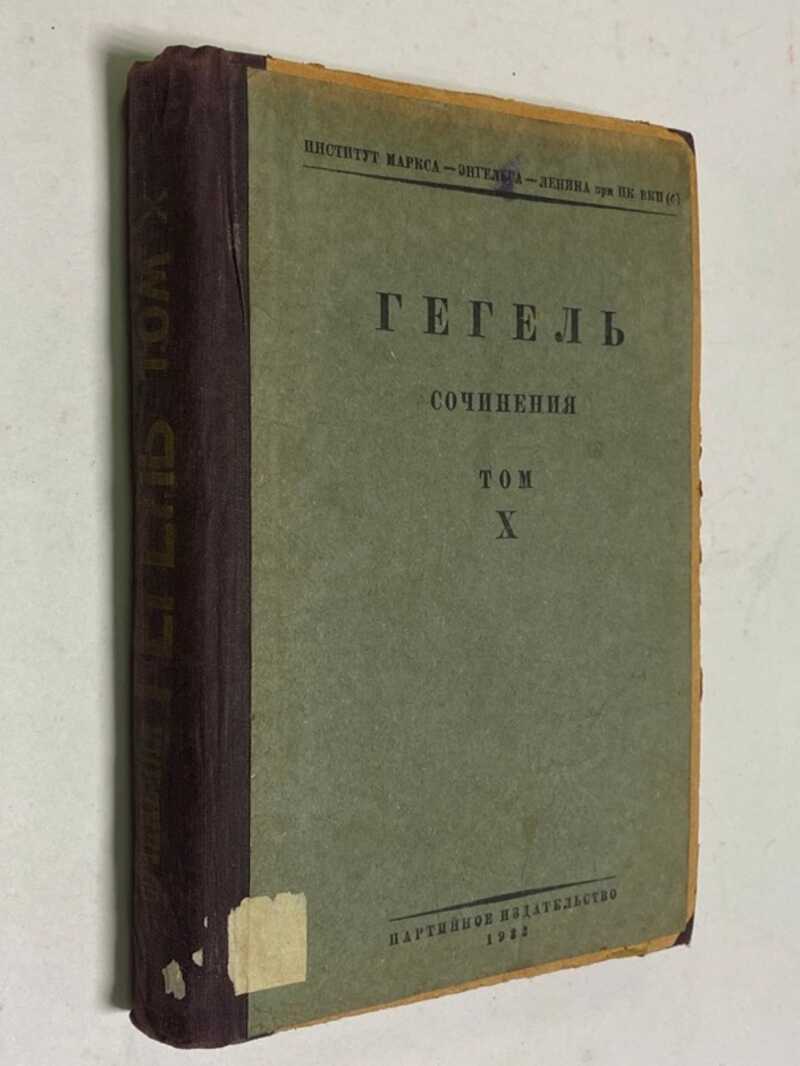 ИНСТИТУТ МАРКСА — ЭНГЕЛЬСА — ЛЕНИНА при ЦК ВКП(б)
ГЕГЕЛЬ
СОЧИНЕНИЯ
ТОМ
X
ПАРТИЙНОЕ ИЗДАТЕЛЬСТВО
1932
ГЕГЕЛЬ ТОМ X